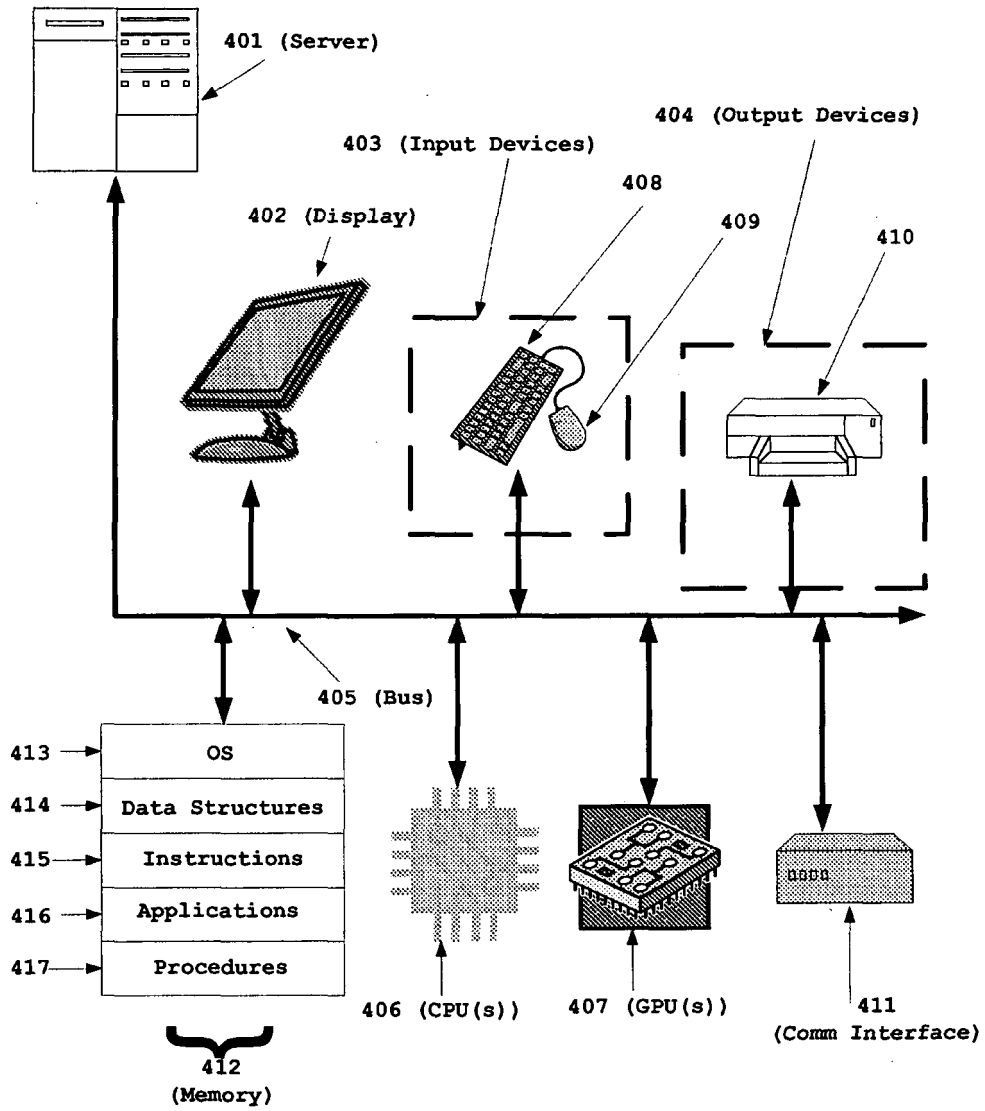 401 (Server)
404 (Output Devices)
403 (Input Devices)
408
402 (Display)
409
410
405 (Bus)
413
OS
414
Data Structures
415
Instructions
416
Applications
417
Procedures
406 (CPU(s))
407 (GPU(s))
411
(Comm Interface)
412
(Memory)